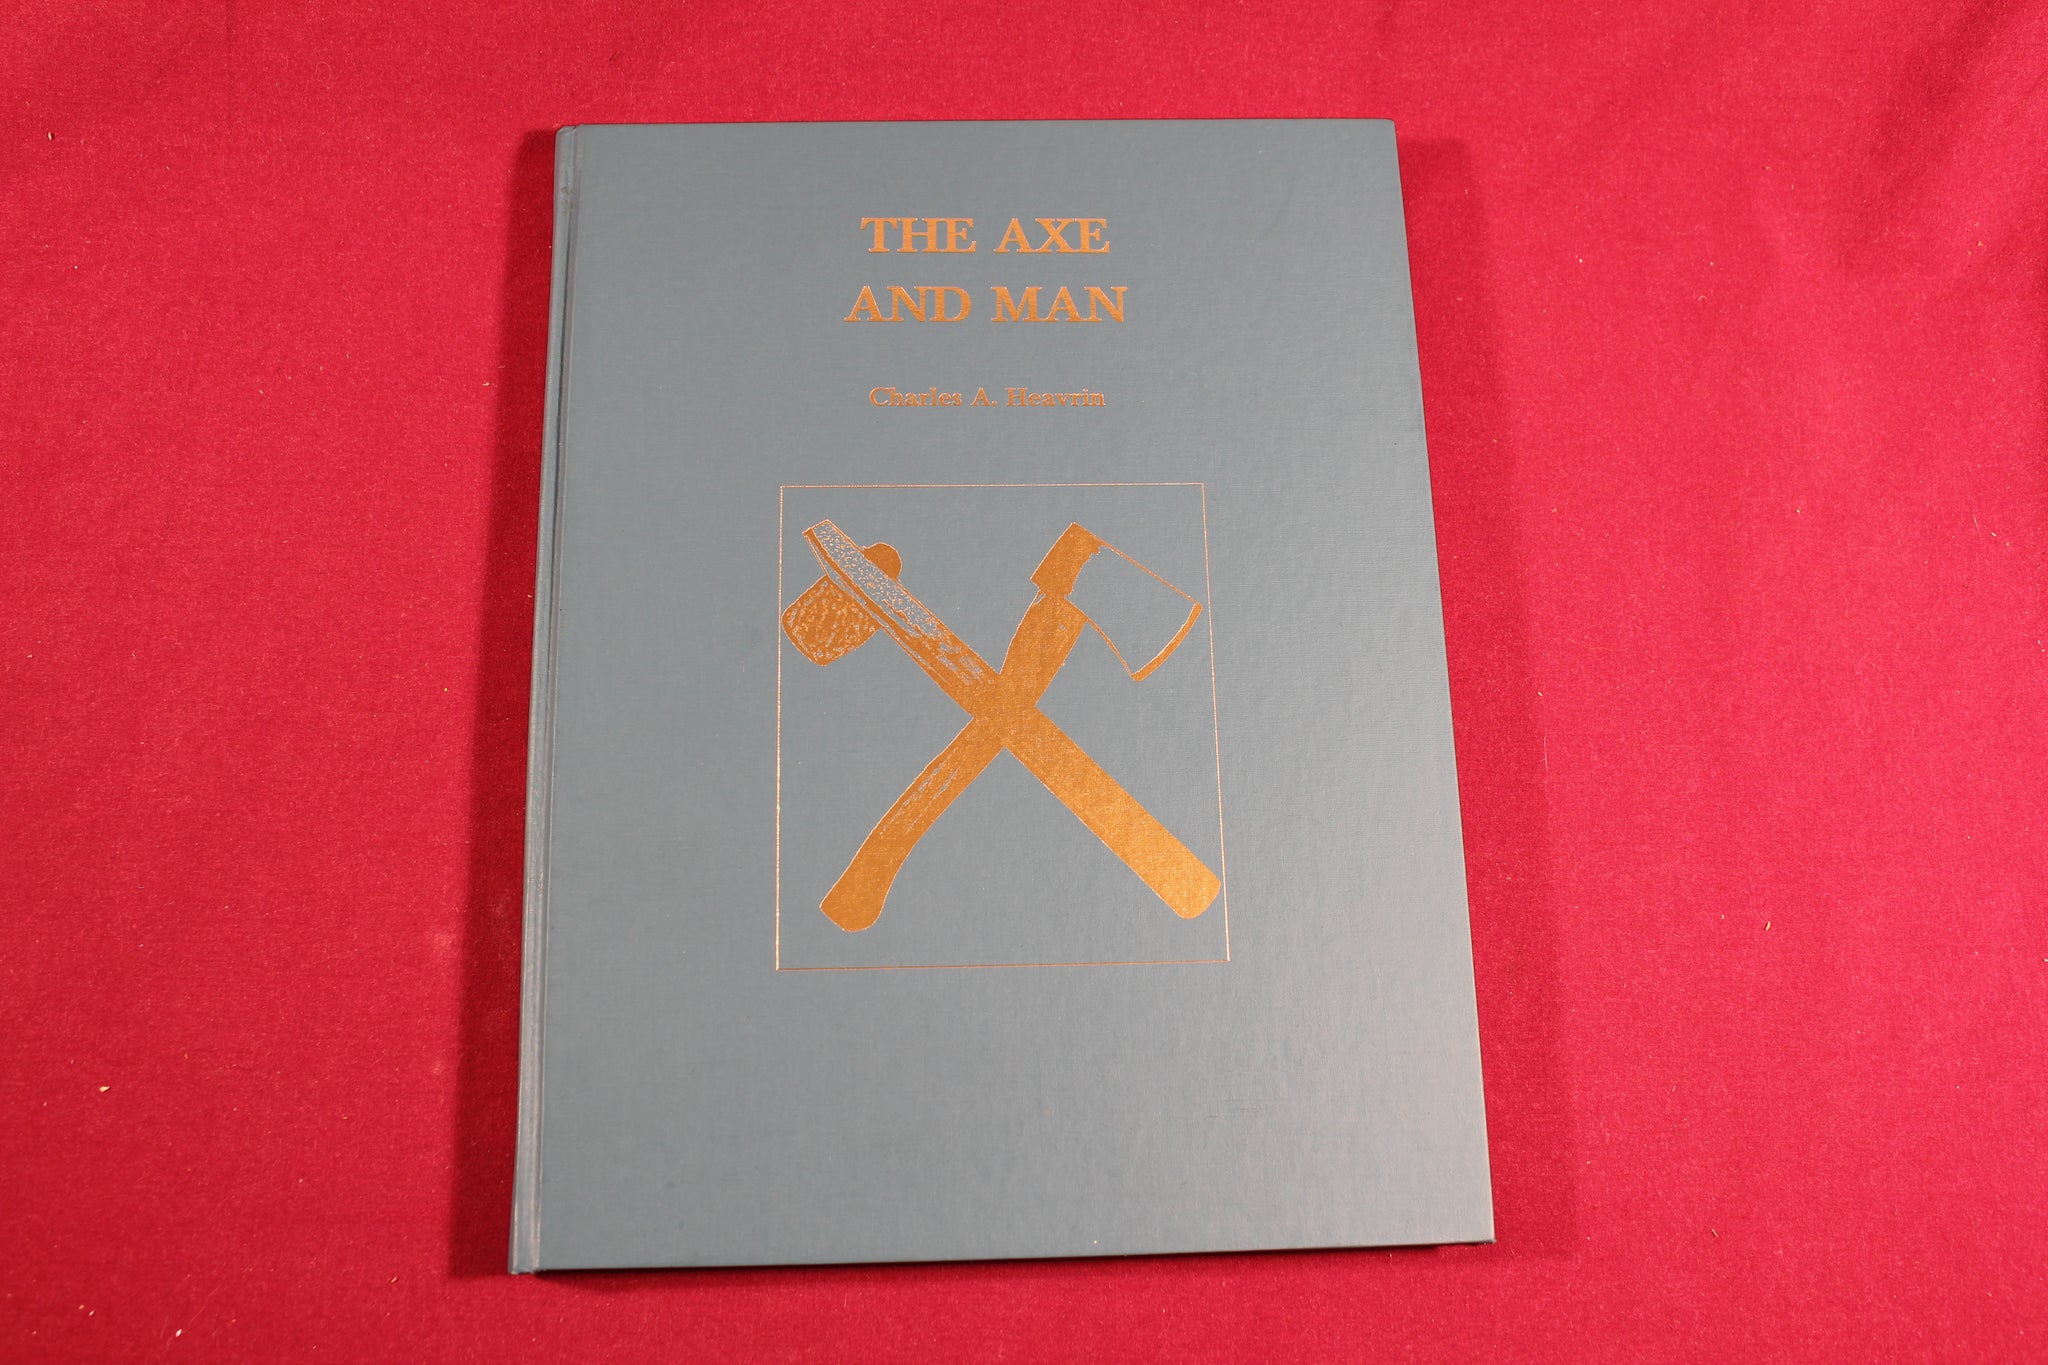 THE AXE
AND MAN
Charles A. Heavrin